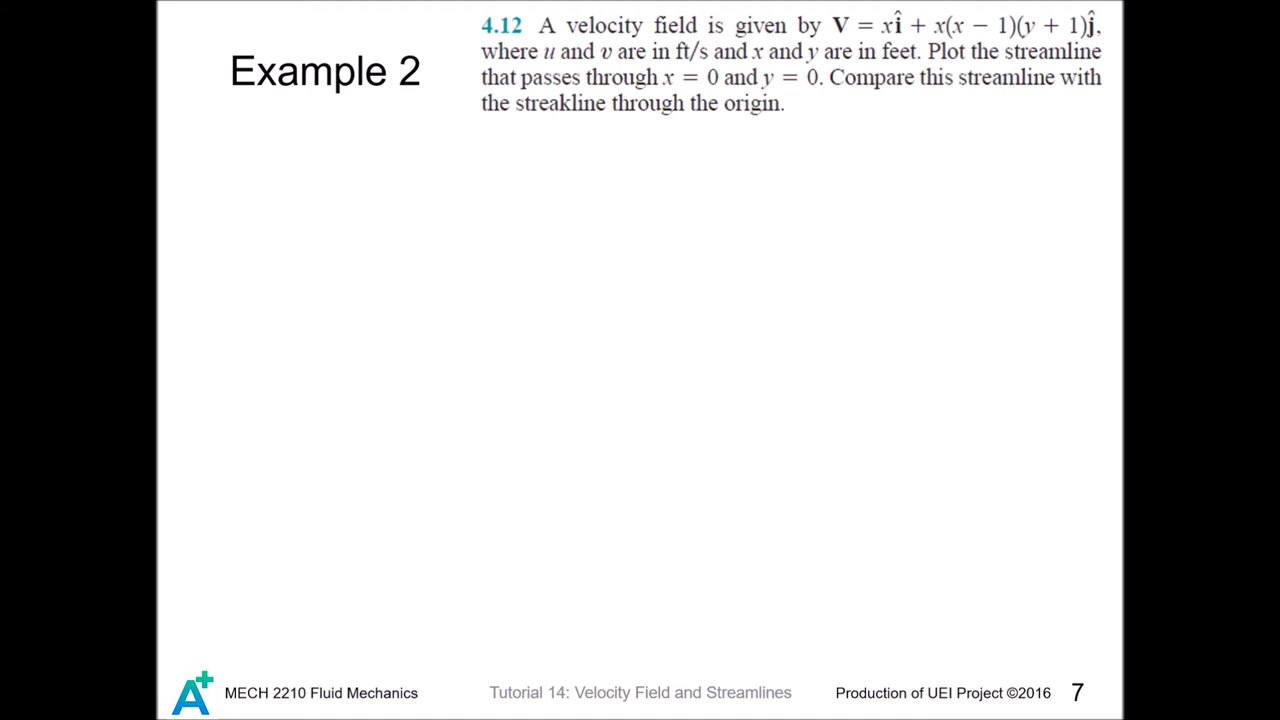 Example 2
4.12 A velocity field is given by V = xî + x(x − 1)(y + 1)ĵ,
where u and v are in ft/s and x and y are in feet. Plot the streamline
that passes through x = 0 and y = 0. Compare this streamline with
the streakline through the origin.
A+
MECH 2210 Fluid Mechanics
Tutorial 14: Velocity Field and Streamlines
Production of UEI Project ©2016
7